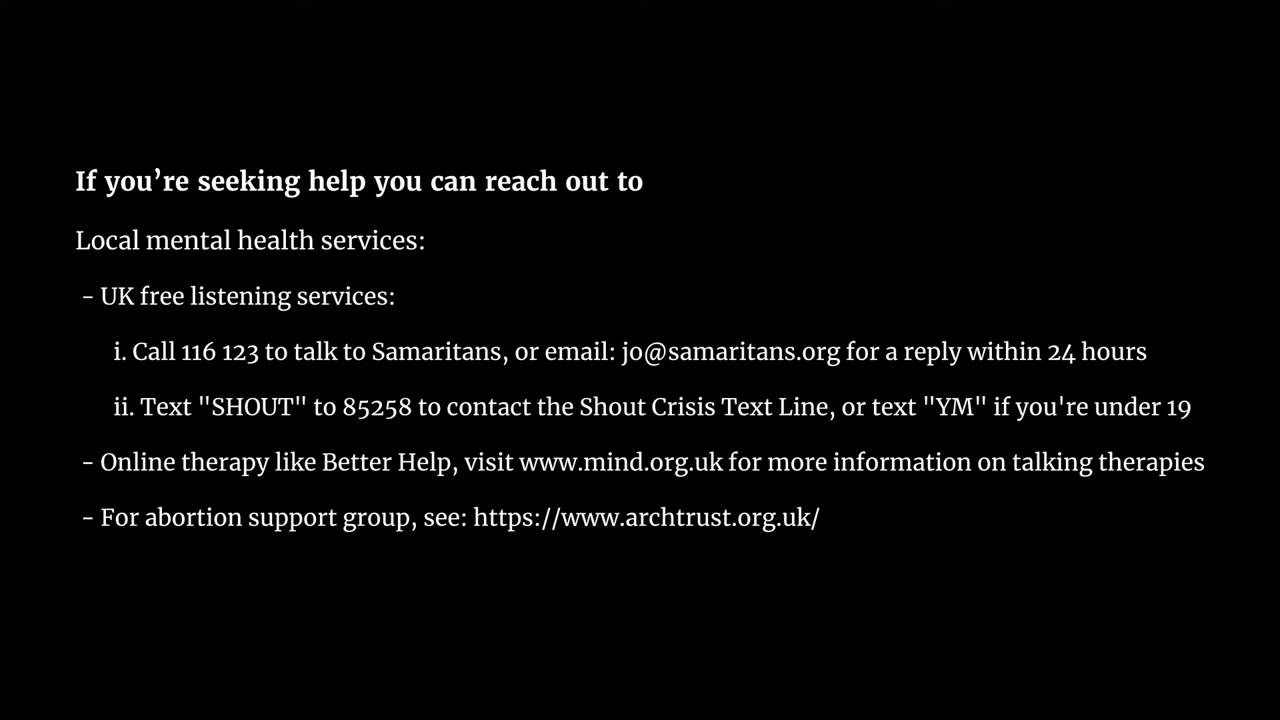 If you’re seeking help you can reach out to
Local mental health services:
- UK free listening services:
i. Call 116 123 to talk to Samaritans, or email: jo@samaritans.org for a reply within 24 hours
ii. Text "SHOUT" to 85258 to contact the Shout Crisis Text Line, or text "YM" if you're under 19
- Online therapy like Better Help, visit www.mind.org.uk for more information on talking therapies
- For abortion support group, see: https://www.archtrust.org.uk/